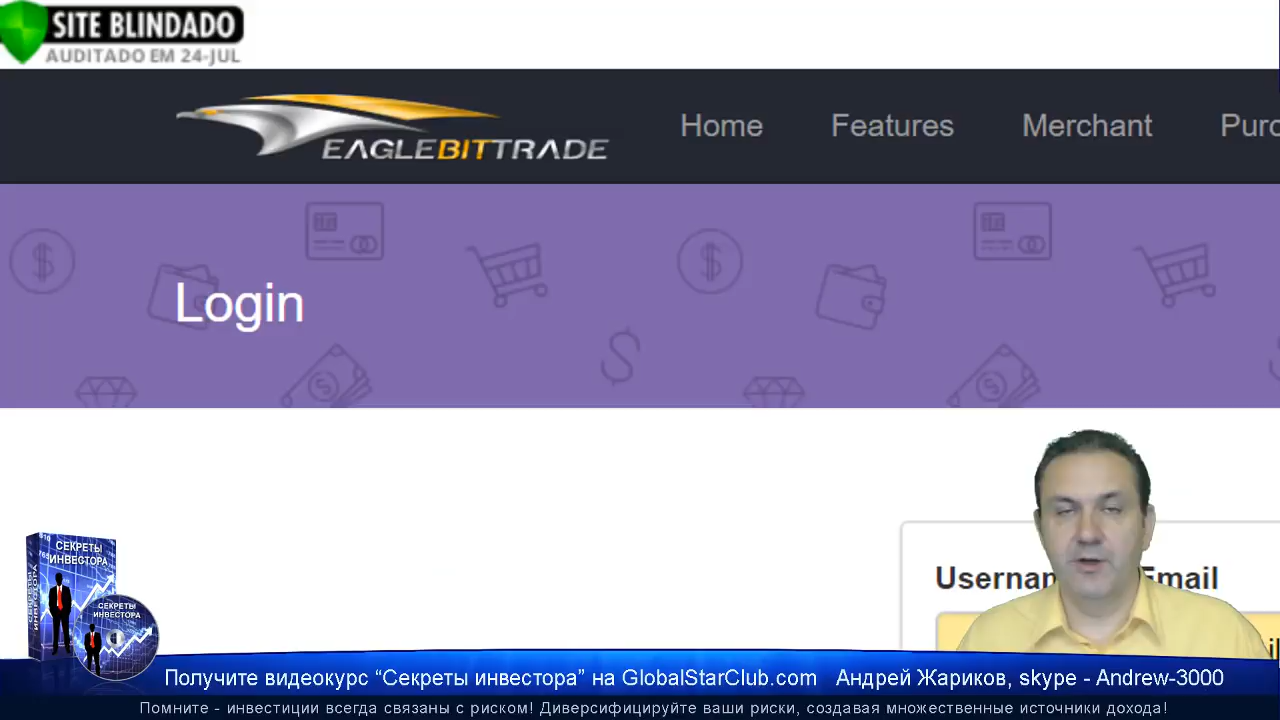 SITE BLINDADO
AUDITADO EM 24-JUL
EAGLEBITTRADE
Home
Features
Merchant
Purc
Login
СЕКРЕТЫ
ИНВЕСТОРА
СЕКРЕТЫ
ИНВЕСТОРА
Email
Получите видеокурс “Секреты инвестора” на GlobalStarClub.com Андрей Жариков, skype - Andrew-3000
Помните - инвестиции всегда связаны с риском! Диверсифицируйте ваши риски, создавая множественные источники дохода!